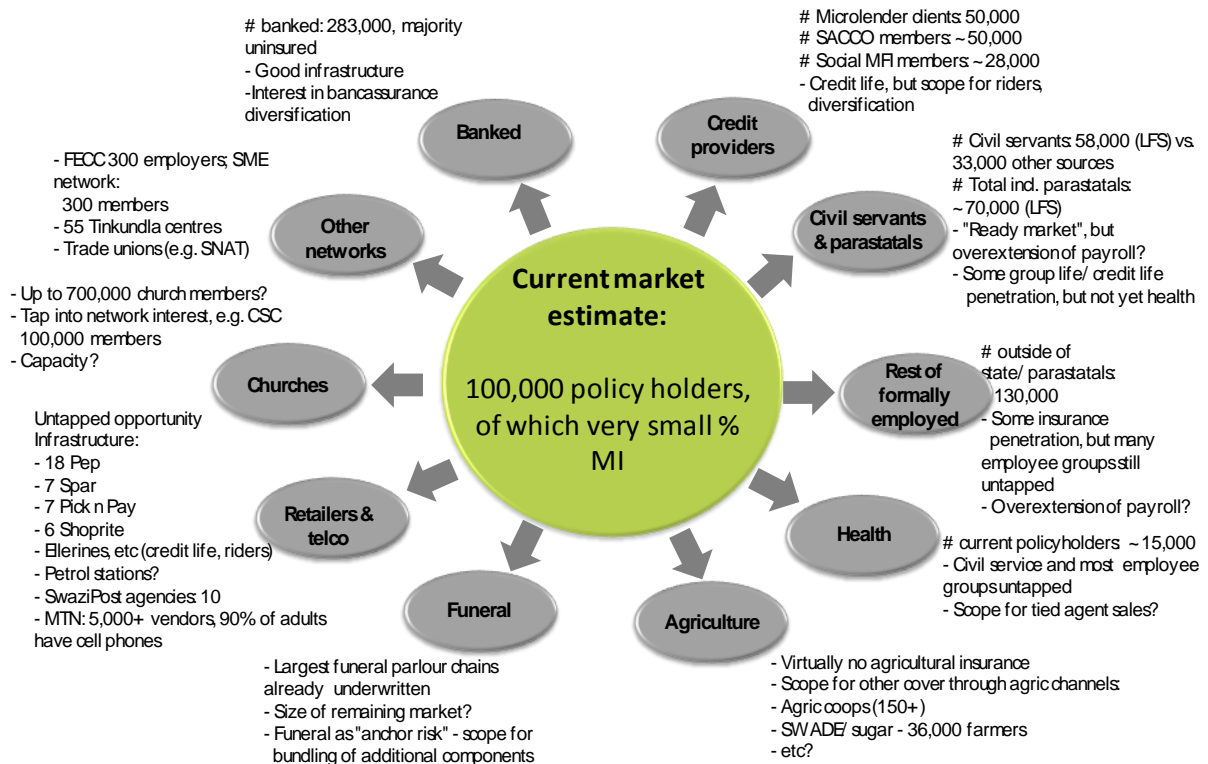 # banked: 283,000, majority
uninsured
- Good infrastructure
-Interest in bancassurance
diversification
Banked
# Microlender clients: 50,000
# SACCO members: ~50,000
# Social MFI members: ~28,000
- Credit life, but scope for riders,
diversification
Credit
providers
# Civil servants: 58,000 (LFS) vs.
33,000 other sources
# Total incl. parastatals:
~70,000 (LFS)
- "Ready market", but
overextension of payroll?
- Some group life/ credit life
penetration, but not yet health
Civil servants
& parastatals
# outside of
state/ parastatals:
130,000
- Some insurance
penetration, but many
employee groups still
untapped
- Overextension of payroll?
Rest of
formally
employed
Health
# current policyholders: ~15,000
- Civil service and most employee
groups untapped
- Scope for tied agent sales?
Agriculture
- Virtually no agricultural insurance
- Scope for other cover through agric channels:
- Agric coops (150+)
- SWADE/ sugar - 36,000 farmers
- etc?
Funeral
- Largest funeral parlour chains
already underwritten
- Size of remaining market?
- Funeral as "anchor risk" - scope for
bundling of additional components
Untapped opportunity
Infrastructure:
- 18 Pep
- 7 Spar
- 7 Pick n Pay
- 6 Shoprite
- Ellerines, etc (credit life, riders)
- Petrol stations?
- SwaziPost agencies: 10
- MTN: 5,000+ vendors, 90% of adults
have cell phones
Retailers &
telco
- Up to 700,000 church members?
- Tap into network interest, e.g. CSC
100,000 members
- Capacity?
Churches
- FECC 300 employers; SME
network:
300 members
- 55 Tinkundla centres
- Trade unions (e.g. SNAT)
Other
networks
Current market
estimate:
100,000 policy holders,
of which very small %
MI